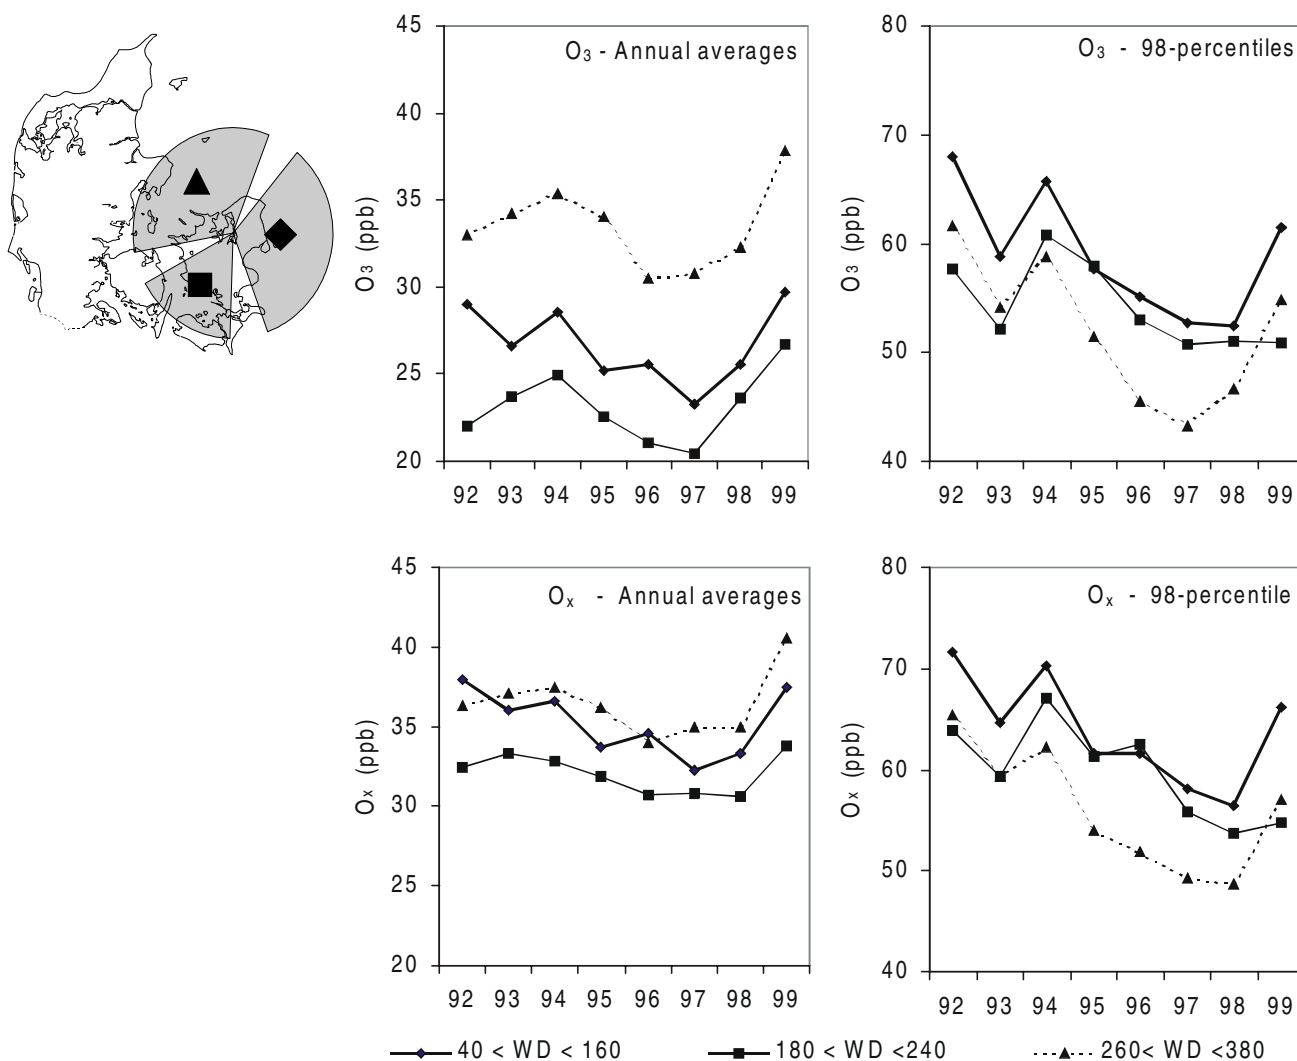 O3 - Annual averages
45
40
35
30
25
20
O3 (ppb)
92 93 94 95 96 97 98 99
O3 - 98-percentiles
80
70
60
50
40
O3 (ppb)
92 93 94 95 96 97 98 99
Ox - Annual averages
45
40
35
30
25
20
Ox (ppb)
92 93 94 95 96 97 98 99
Ox - 98-percentile
80
70
60
50
40
Ox (ppb)
92 93 94 95 96 97 98 99
40 < WD < 160 180 < WD <240 260< WD <380